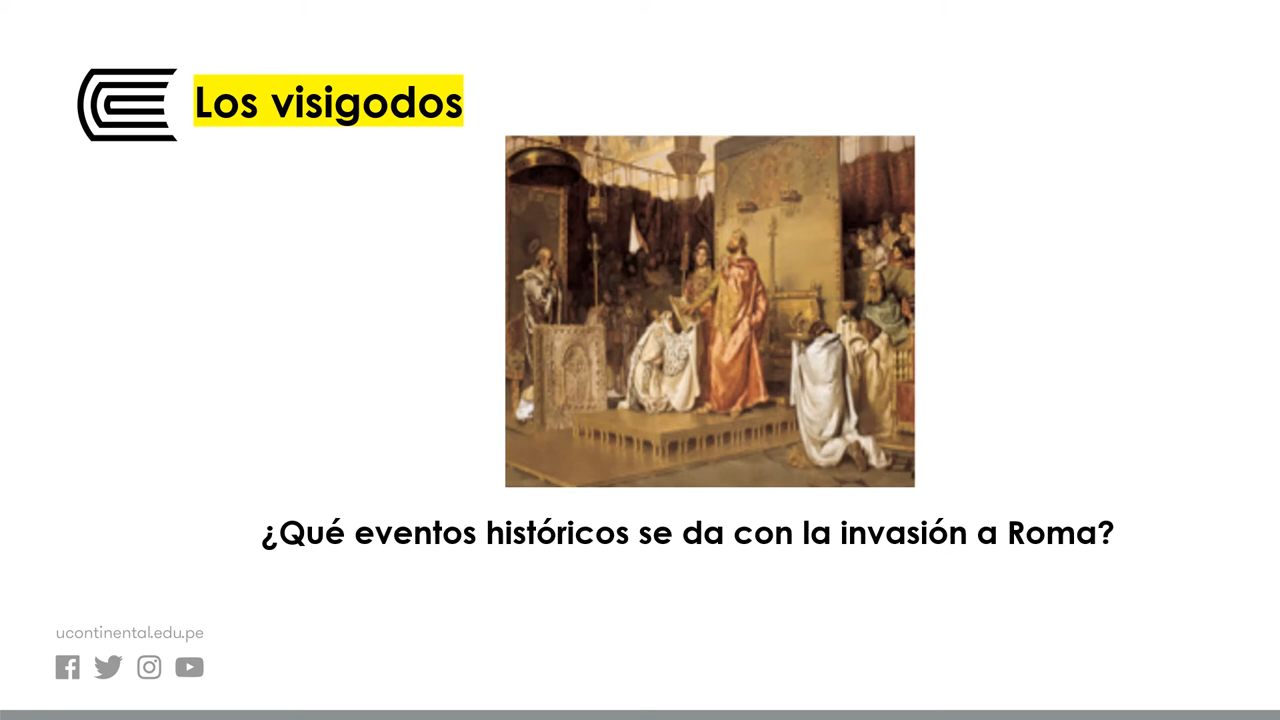 Los visigodos
¿Qué eventos históricos se da con la invasión a Roma?
ucontinental.edu.pe